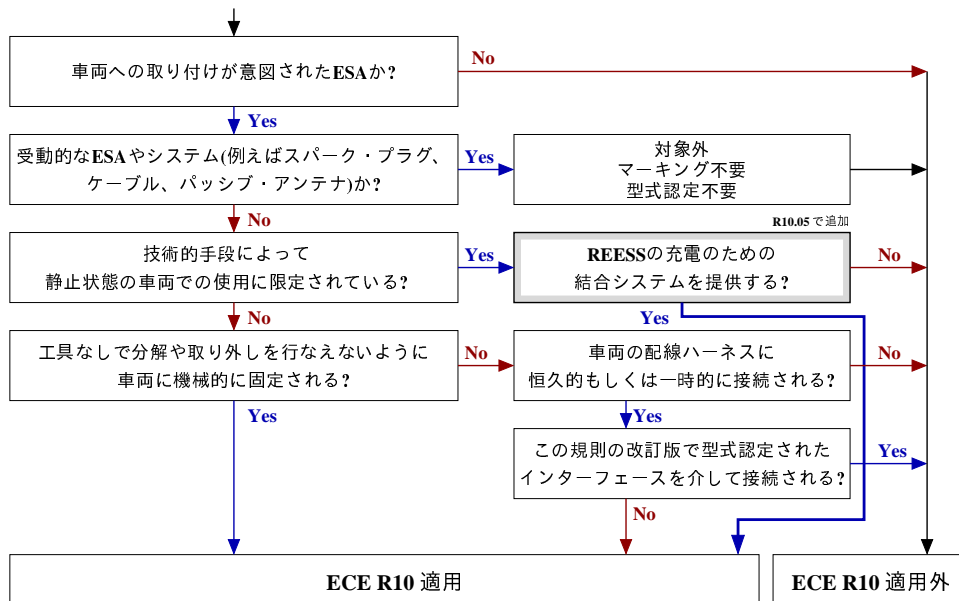 車両への取り付けが意図されたESAか?
No
Yes
受動的なESAやシステム(例えばスパーク・プラグ、
ケーブル、パッシブ・アンテナ)か?
Yes
対象外
マーキング不要
型式認定不要
No
R10.05 で追加
技術的手段によって
静止状態の車両での使用に限定されている?
Yes
REESSの充電のための
結合システムを提供する?
No
No
Yes
工具なしで分解や取り外しを行なえないように
車両に機械的に固定される?
No
車両の配線ハーネスに
恒久的もしくは一時的に接続される?
No
Yes
Yes
この規則の改訂版で型式認定された
インターフェースを介して接続される?
Yes
No
ECE R10 適用
ECE R10 適用外